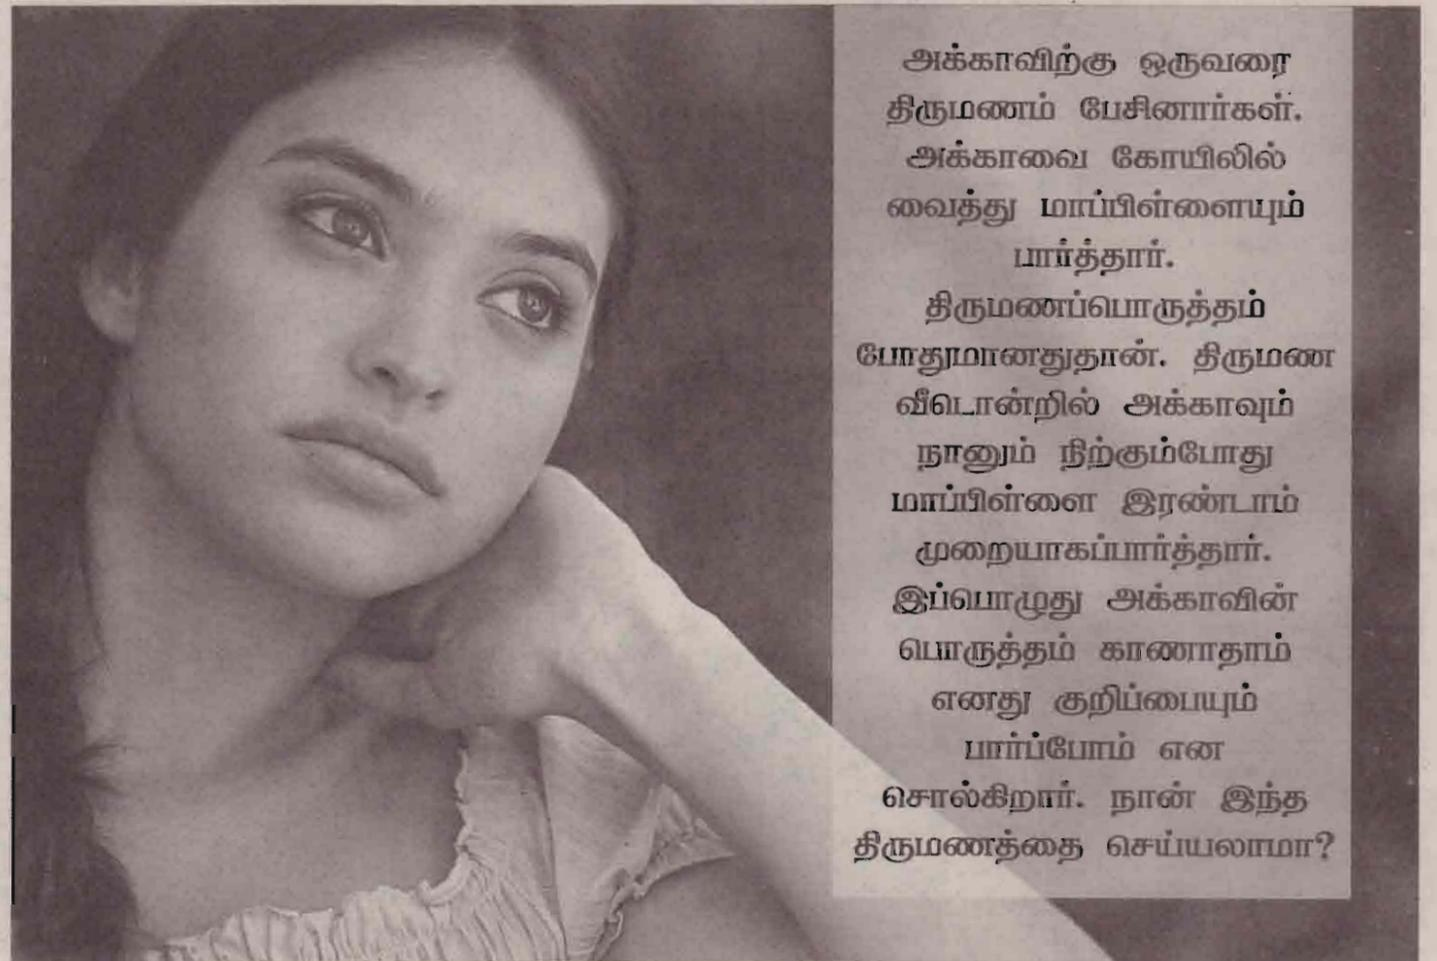 அக்காவிற்கு ஒருவரை
திருமணம் பேசினார்கள்.
அக்காவை கோயிலில்
வைத்து மாப்பிள்ளையும்
பார்த்தார்.
திருமணப்பொருத்தம்
போதுமானதுதான். திருமண
வீடொன்றில் அக்காவும்
நானும் நிற்கும்போது
மாப்பிள்ளை இரண்டாம்
முறையாகப்பார்த்தார்.
இப்பொழுது அக்காவின்
பொருத்தம் காணாதாம்
எனது குறிப்பையும்
பார்ப்போம் என
சொல்கிறார். நான் இந்த
திருமணத்தை செய்யலாமா?